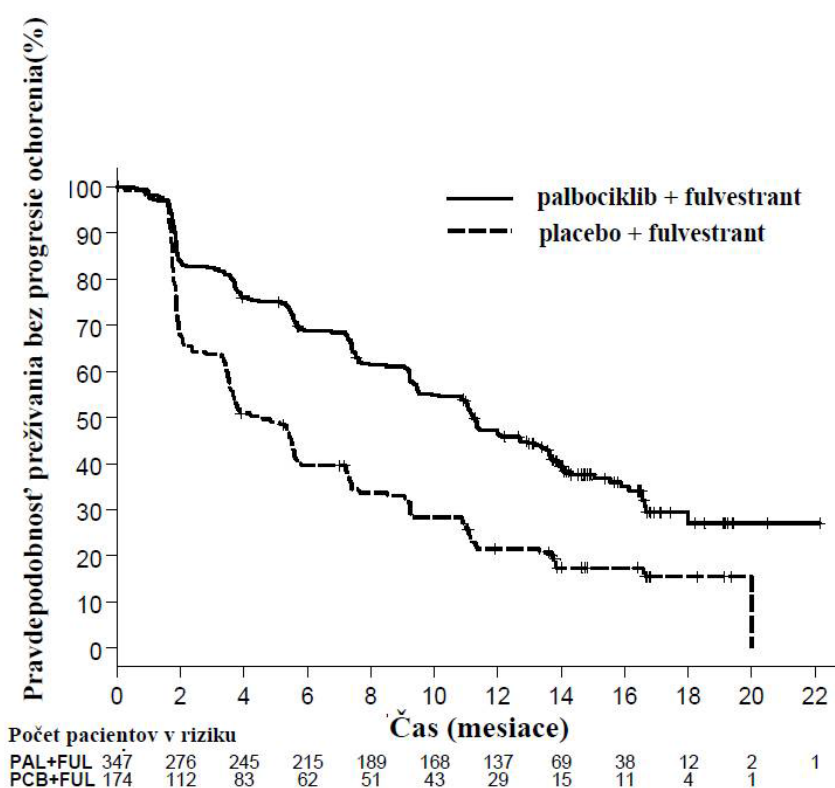 Pravdepodobnosť prežívania bez progresie ochorenia(%)
100
90
80
70
60
50
40
30
20
10
0
palbociklib + fulvestrant
placebo + fulvestrant
0 2 4 6 8 10 12 14 16 18 20 22
Čas (mesiace)
Počet pacientov v riziku
PAL+FUL 347 276 245 215 189 168 137 69 38 12 2 1
PCB+FUL 174 112 83 62 51 43 29 15 11 4 1